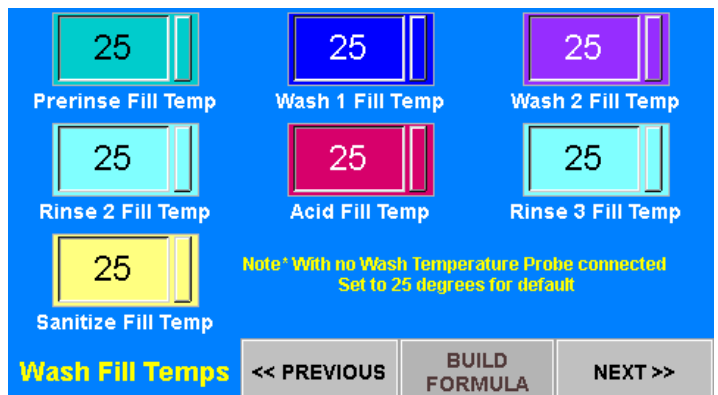 25 25 25
Prerinse Fill Temp Wash 1 Fill Temp Wash 2 Fill Temp
25 25 25
Rinse 2 Fill Temp Acid Fill Temp Rinse 3 Fill Temp
25
Note* With no Wash Temperature Probe connected
Set to 25 degrees for default
Sanitize Fill Temp
Wash Fill Temps << PREVIOUS BUILD FORMULA NEXT >>